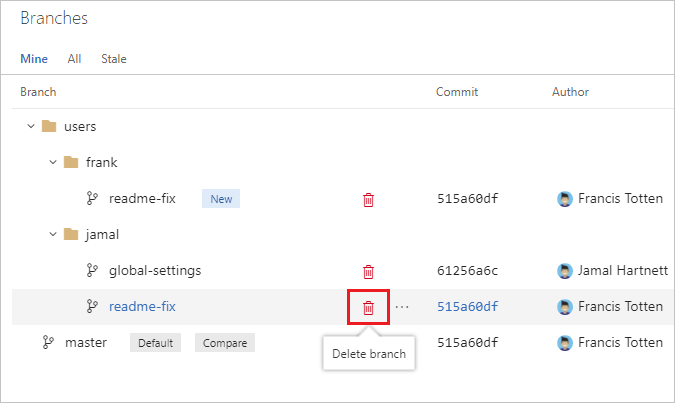 Branches
Mine All Stale
Branch Commit Author
users
frank
readme-fix New 515a60df Francis Totten
jamal
global-settings 61256a6c Jamal Hartnett
readme-fix ... 515a60df Francis Totten
master Default Compare 515a60df Francis Totten
Delete branch